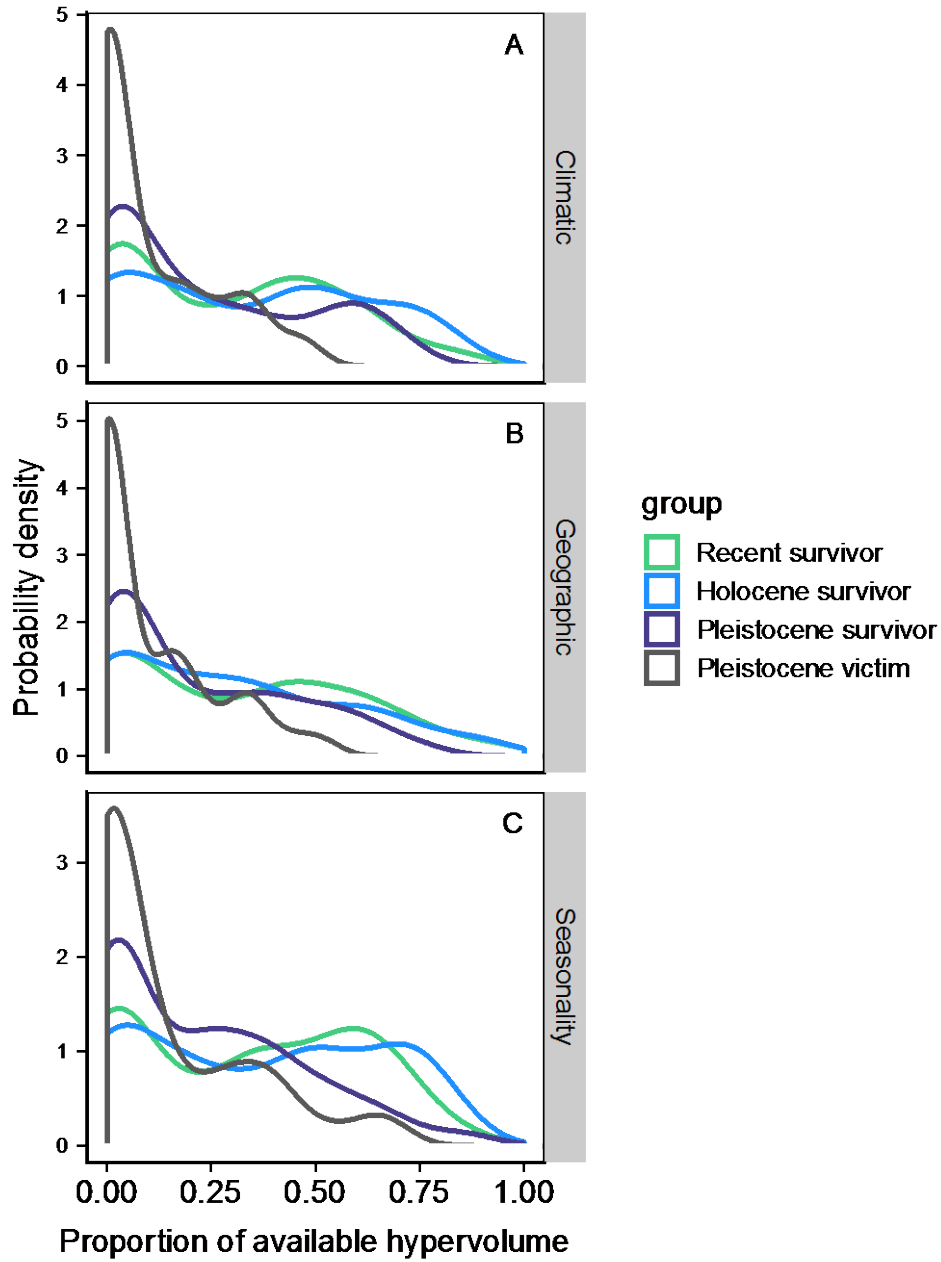 5
A
4
3
2
1
0
Climatic
5
B
4
3
2
1
0
Geographic
C
3
2
1
0
Seasonality
Probability density
0.00 0.25 0.50 0.75 1.00
Proportion of available hypervolume
group
Recent survivor
Holocene survivor
Pleistocene survivor
Pleistocene victim